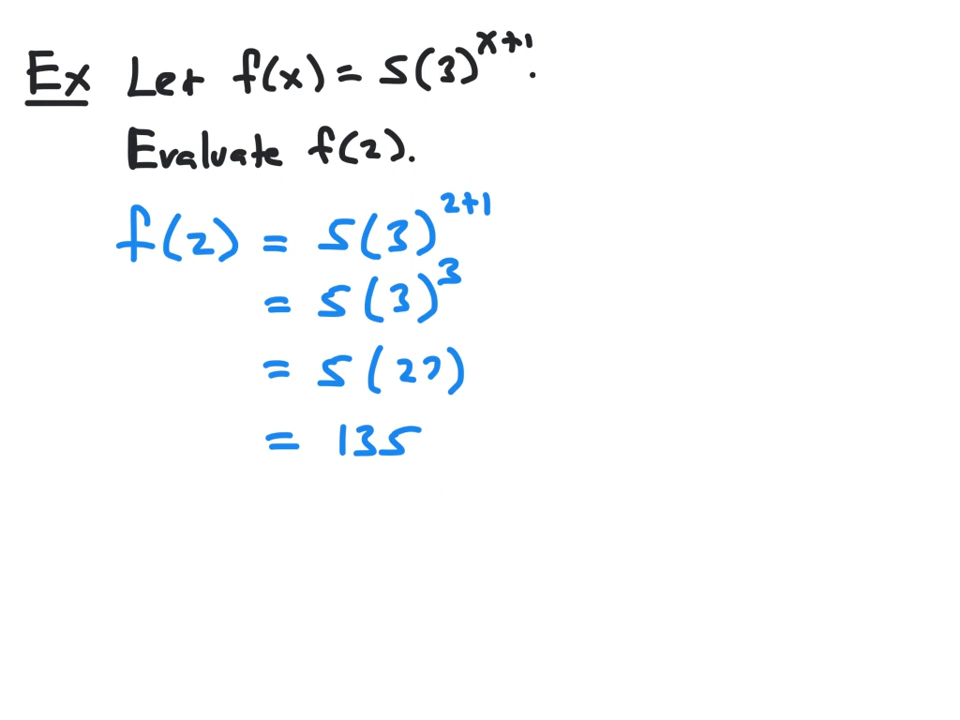 Ex Let f(x) = 5(3)^{x+1}.
Evaluate f(2).
f(2) = 5(3)^{2+1}
= 5(3)^3
= 5(27)
= 135